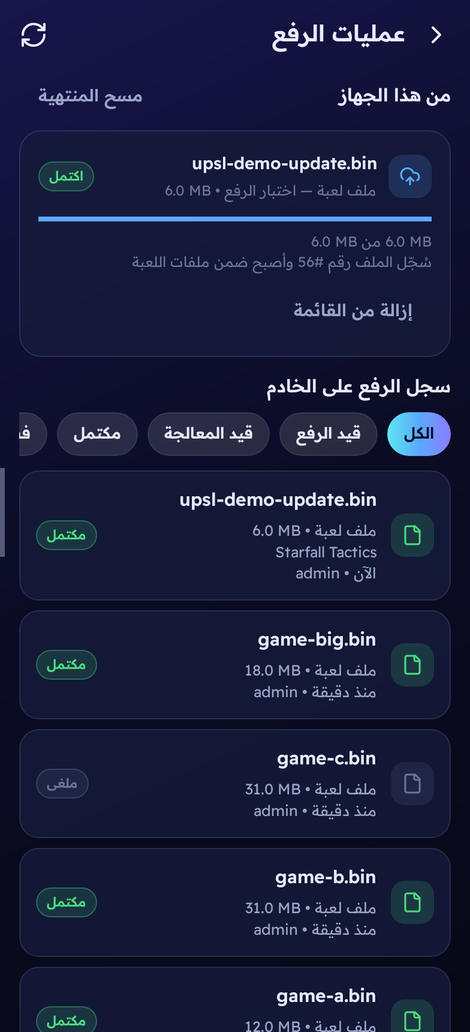 عمليات الرفع
من هذا الجهاز
مسح المنتهية
upsl-demo-update.bin
ملف لعبة — اختبار الرفع • 6.0 MB
اكتمل
6.0 MB من 6.0 MB
سُجّل الملف رقم #56 وأصبح ضمن ملفات اللعبة
إزالة من القائمة
سجل الرفع على الخادم
الكل
قيد الرفع
قيد المعالجة
مكتمل
upsl-demo-update.bin
ملف لعبة • 6.0 MB
Starfall Tactics
الآن • admin
مكتمل
game-big.bin
ملف لعبة • 18.0 MB
منذ دقيقة • admin
مكتمل
game-c.bin
ملف لعبة • 31.0 MB
منذ دقيقة • admin
ملغى
game-b.bin
ملف لعبة • 31.0 MB
منذ دقيقة • admin
مكتمل
game-a.bin
ملف لعبة • 12.0 MB
مكتمل